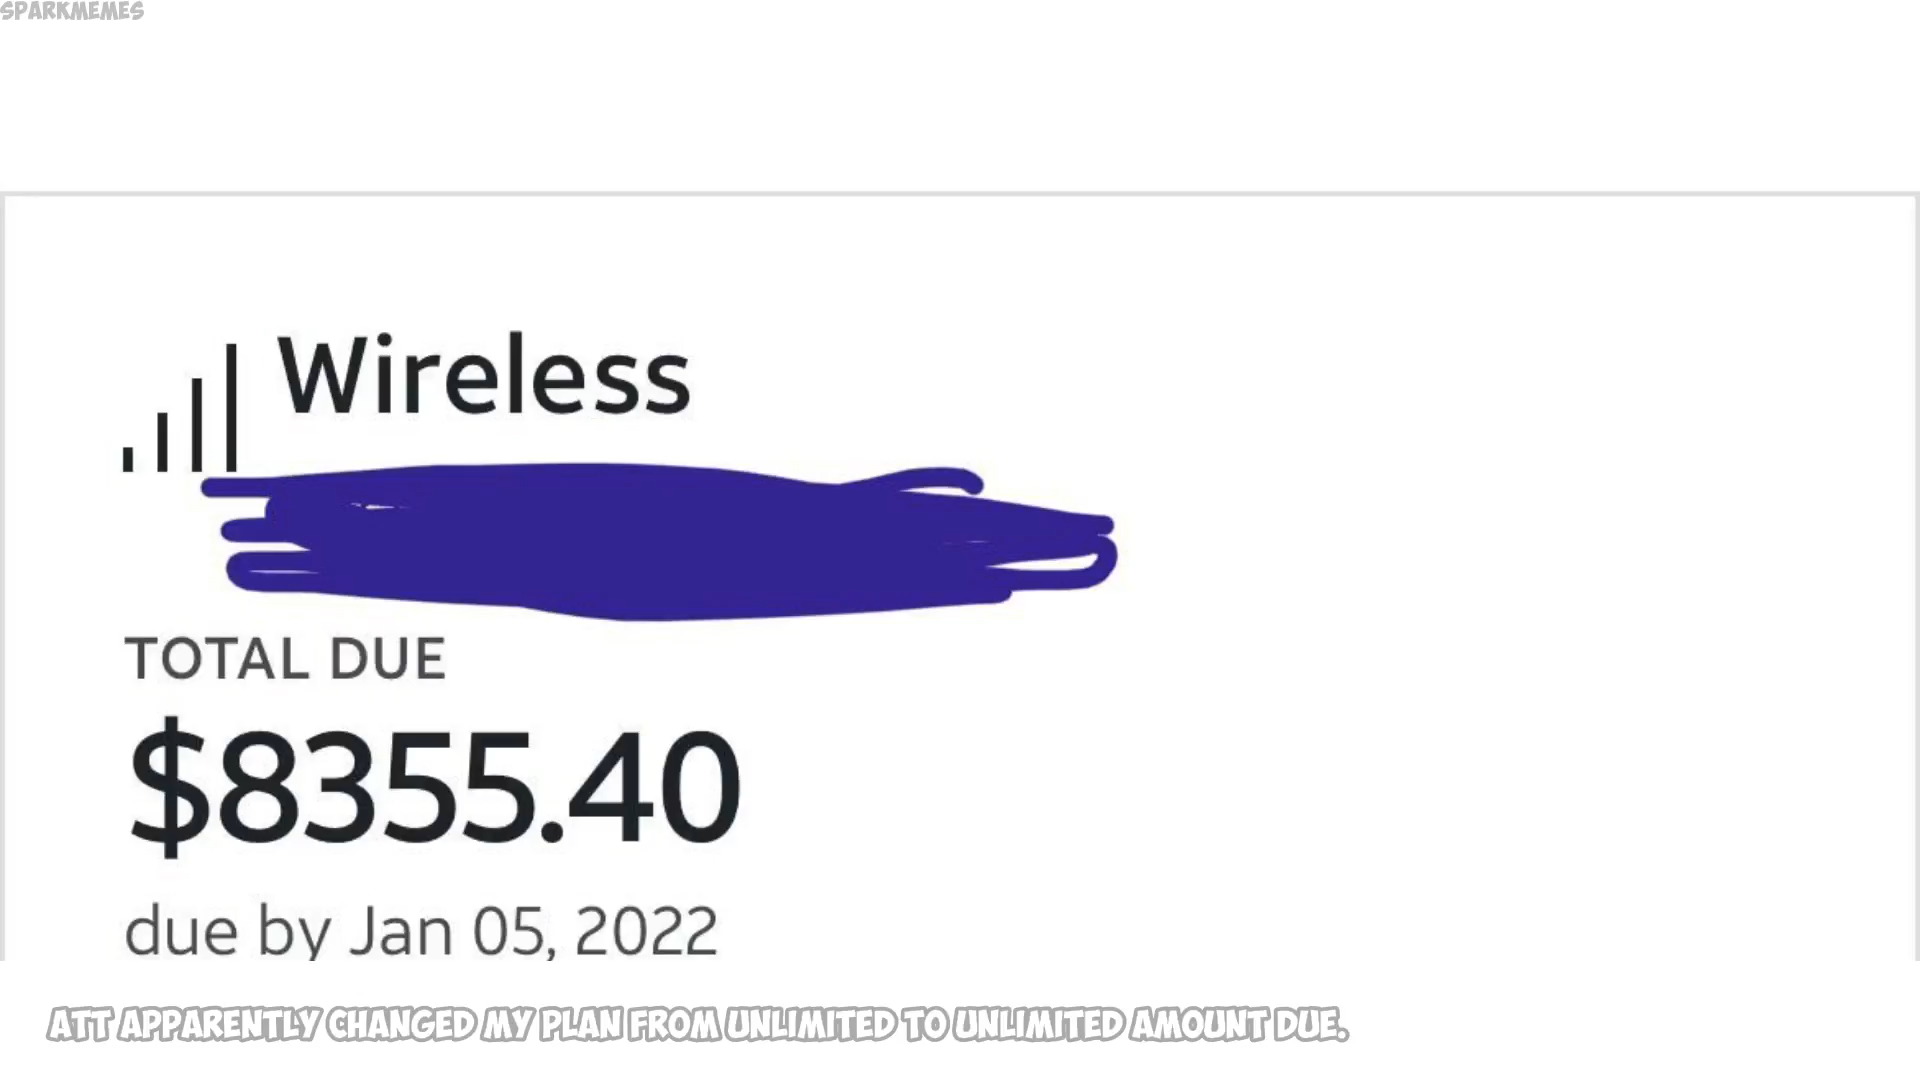 SPARKMEMES
Wireless
TOTAL DUE
$8355.40
due by Jan 05, 2022
ATT APPARENTLY CHANGED MY PLAN FROM UNLIMITED TO UNLIMITED AMOUNT DUE.